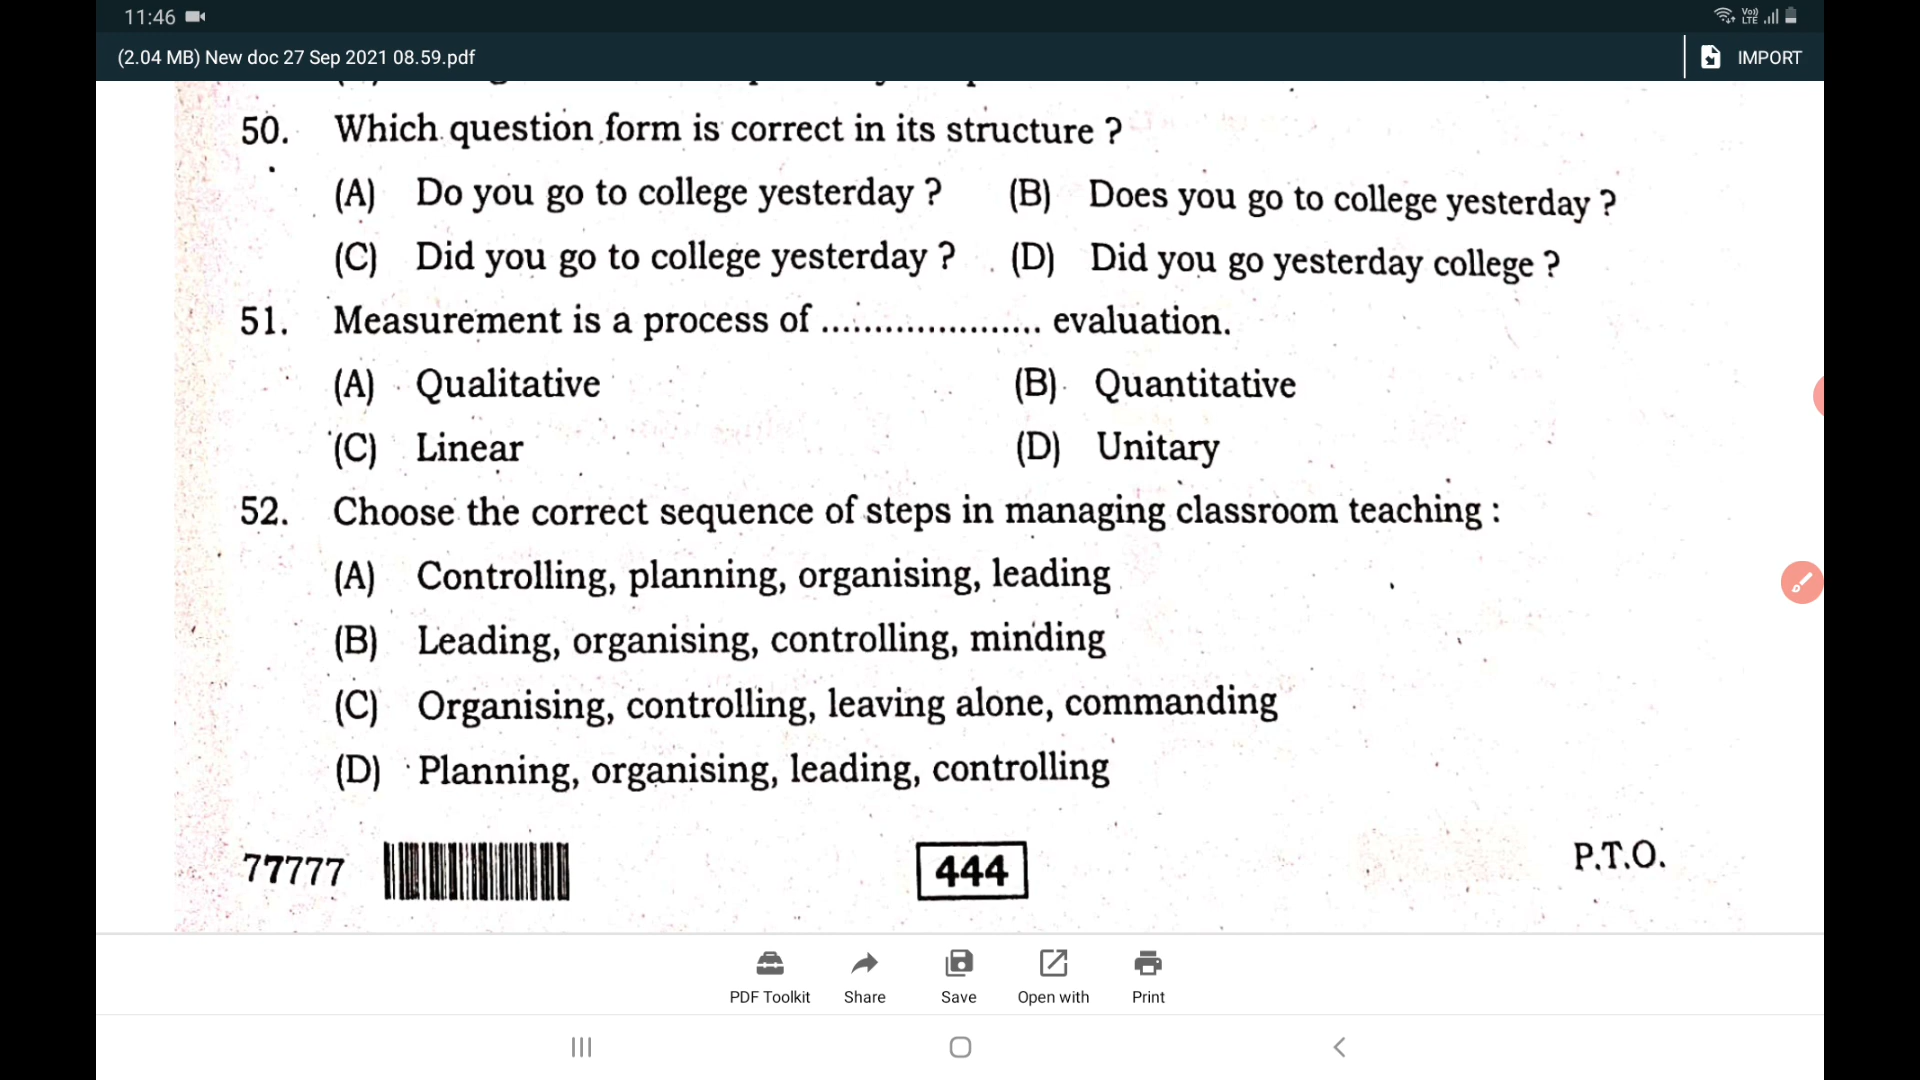 11:46
(2.04 MB) New doc 27 Sep 2021 08.59.pdf
IMPORT
50. Which question form is correct in its structure ?
(A) Do you go to college yesterday ? (B) Does you go to college yesterday ?
(C) Did you go to college yesterday ? (D) Did you go yesterday college ?
51. Measurement is a process of ..................... evaluation.
(A) Qualitative (B) Quantitative
(C) Linear (D) Unitary
52. Choose the correct sequence of steps in managing classroom teaching :
(A) Controlling, planning, organising, leading
(B) Leading, organising, controlling, minding
(C) Organising, controlling, leaving alone, commanding
(D) Planning, organising, leading, controlling
77777 444 P.T.O.
PDF Toolkit Share Save Open with Print